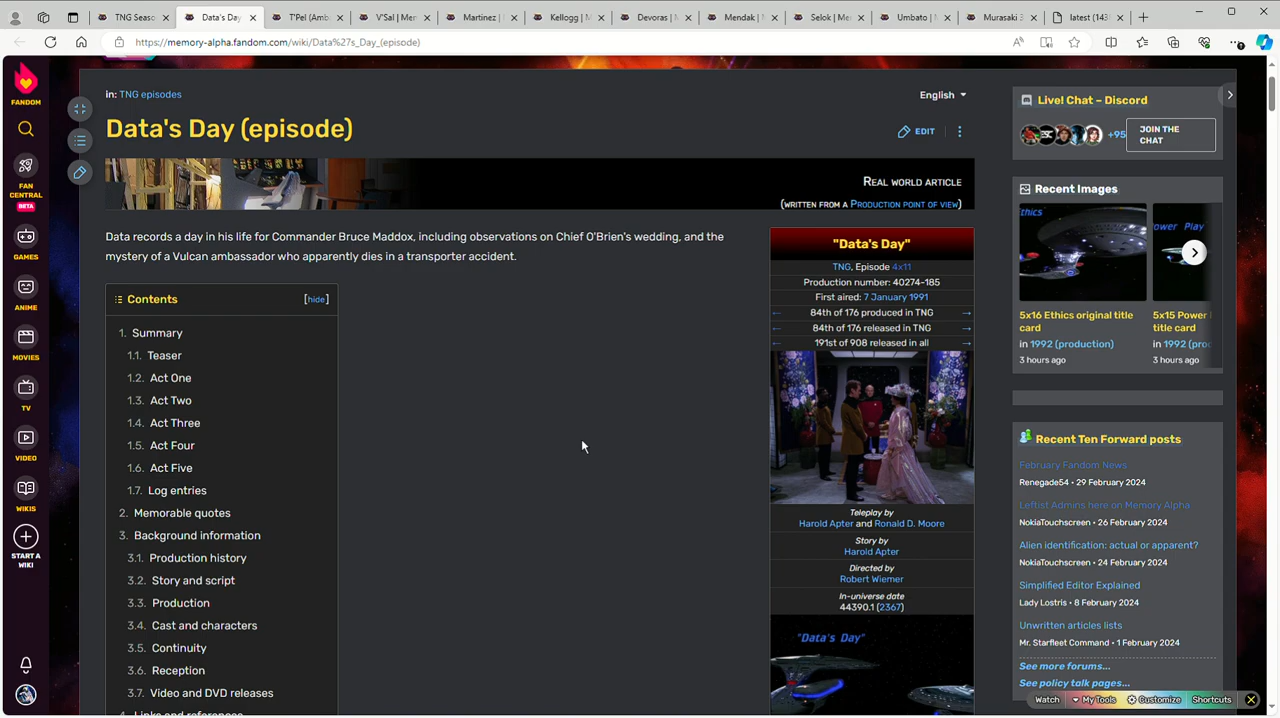 TNG Seaso
Data's Day
T'Pel (Amb
V'Sal | Mer
Martinez |
Kellogg | M
Devoras |
Mendak |
Selok | Me
Umbato |
Murasaki 3
latest (143
https://memory-alpha.fandom.com/wiki/Data%27s_Day_(episode)
FANDOM
FAN CENTRAL
BETA
GAMES
ANIME
MOVIES
TV
VIDEO
WIKIS
START A WIKI
in: TNG episodes
English
Data's Day (episode)
EDIT
REAL WORLD ARTICLE
(WRITTEN FROM A PRODUCTION POINT OF VIEW)
Data records a day in his life for Commander Bruce Maddox, including observations on Chief O'Brien's wedding, and the
mystery of a Vulcan ambassador who apparently dies in a transporter accident.
Contents [hide]
1. Summary
1.1. Teaser
1.2. Act One
1.3. Act Two
1.4. Act Three
1.5. Act Four
1.6. Act Five
1.7. Log entries
2. Memorable quotes
3. Background information
3.1. Production history
3.2. Story and script
3.3. Production
3.4. Cast and characters
3.5. Continuity
3.6. Reception
3.7. Video and DVD releases
4. Links and references
"Data's Day"
TNG, Episode 4x11
Production number: 40274-185
First aired: 7 January 1991
← 84th of 176 produced in TNG →
← 84th of 176 released in TNG →
← 191st of 908 released in all →
Teleplay by
Harold Apter and Ronald D. Moore
Story by
Harold Apter
Directed by
Robert Wiemer
In-universe date
44390.1 (2367)
"Data's Day"
Live! Chat – Discord
+95
JOIN THE CHAT
Recent Images
Ethics
ower Play
5x16 Ethics original title
card
in 1992 (production)
3 hours ago
5x15 Power
title card
in 1992 (proc
3 hours ago
Recent Ten Forward posts
February Fandom News
Renegade54 • 29 February 2024
Leftist Admins here on Memory Alpha
NokiaTouchscreen • 26 February 2024
Alien identification: actual or apparent?
NokiaTouchscreen • 24 February 2024
Simplified Editor Explained
Lady Lostris • 8 February 2024
Unwritten articles lists
Mr. Starfleet Command • 1 February 2024
See more forums...
See policy talk pages...
Watch
My Tools
Customize
Shortcuts